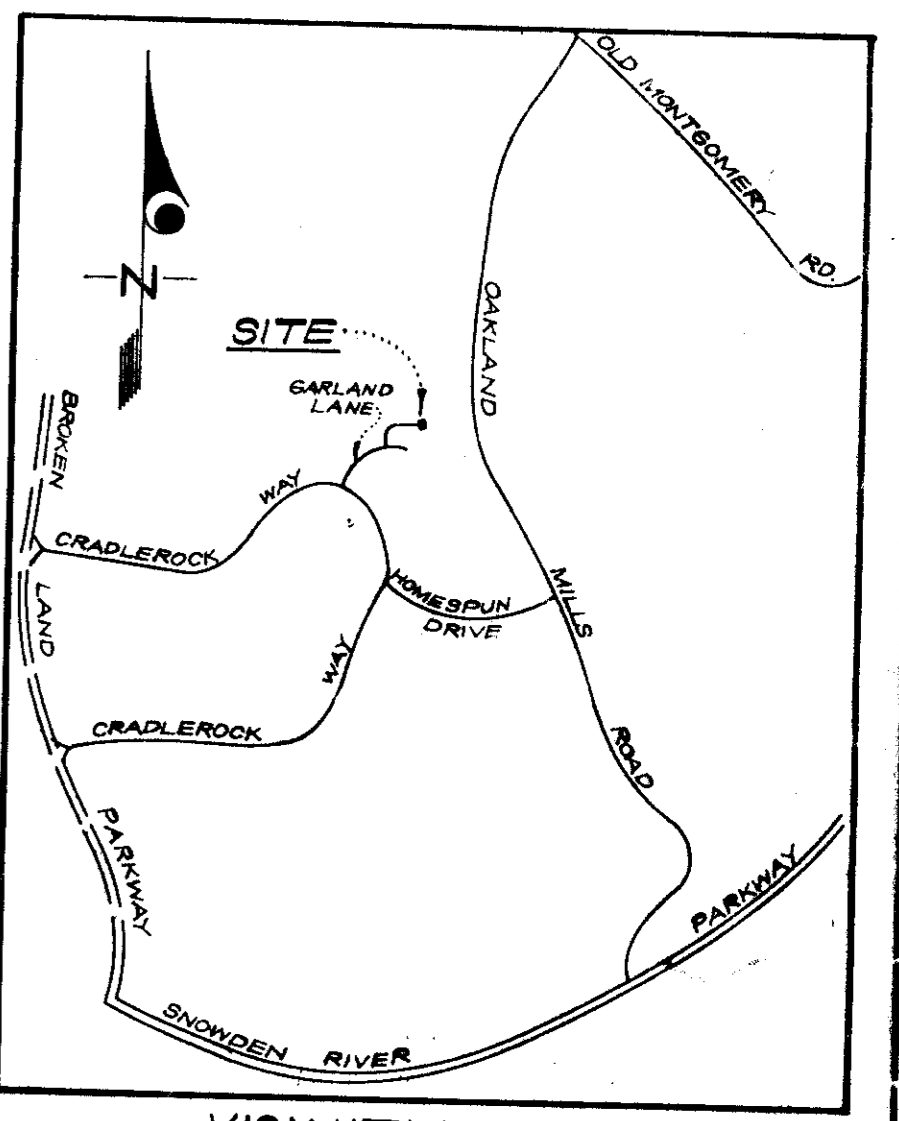 OLD MONTGOMERY RD.
N
OAKLAND MILLS ROAD
SITE
GARLAND
LANE
BROKEN LAND PARKWAY
CRADLEROCK WAY
HOMESPUN
DRIVE
CRADLEROCK WAY
SNOWDEN RIVER PARKWAY